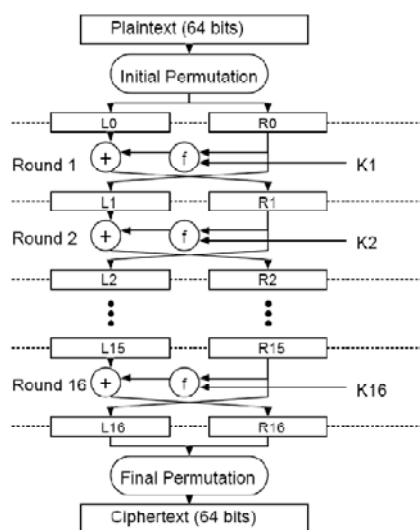 Plaintext (64 bits)
Initial Permutation
L0 R0
Round 1 + f K1
L1 R1
Round 2 + f K2
L2 R2
L15 R15
Round 16 + f K16
L16 R16
Final Permutation
Ciphertext (64 bits)